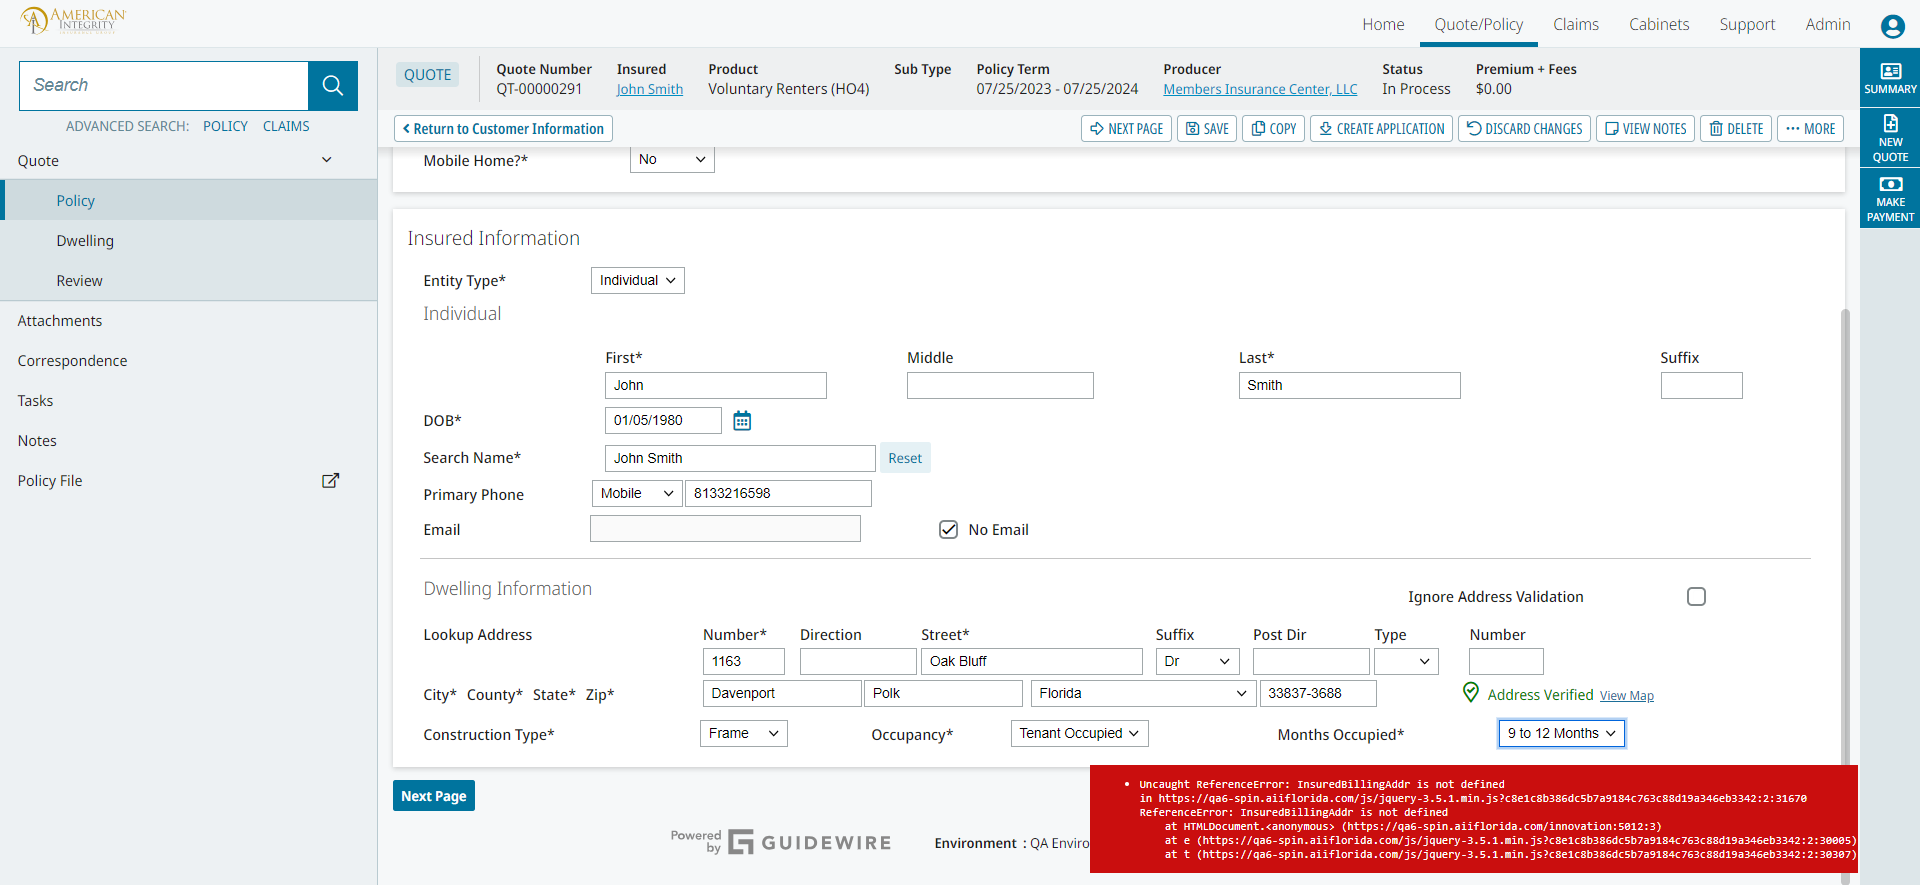 AMERICAN
INTEGRITY
Home Quote/Policy Claims Cabinets Support Admin
Search
ADVANCED SEARCH: POLICY CLAIMS
Quote
Policy
Dwelling
Review
Attachments
Correspondence
Tasks
Notes
Policy File
QUOTE
Quote Number Insured Product Sub Type Policy Term Producer Status Premium + Fees
QT-00000291 John Smith Voluntary Renters (HO4) 07/25/2023 - 07/25/2024 Members Insurance Center, LLC In Process $0.00
Return to Customer Information NEXT PAGE SAVE COPY CREATE APPLICATION DISCARD CHANGES VIEW NOTES DELETE MORE
SUMMARY
NEW
QUOTE
MAKE
PAYMENT
Mobile Home?* No
Insured Information
Entity Type* Individual
Individual
First* Middle Last* Suffix
John Smith
DOB* 01/05/1980
Search Name* John Smith Reset
Primary Phone Mobile 8133216598
Email No Email
Dwelling Information
Ignore Address Validation
Lookup Address Number* Direction Street* Suffix Post Dir Type Number
1163 Oak Bluff Dr
City* County* State* Zip* Davenport Polk Florida 33837-3688 Address Verified View Map
Construction Type* Frame Occupancy* Tenant Occupied Months Occupied* 9 to 12 Months
Next Page
Powered
by GUIDEWIRE
Environment : QA Enviro
• Uncaught ReferenceError: InsuredBillingAddr is not defined
in https://qa6-spin.aiiflorida.com/js/jquery-3.5.1.min.js?c8e1c8b386dc5b7a9184c763c88d19a346eb3342:2:31670
ReferenceError: InsuredBillingAddr is not defined
at HTMLDocument.<anonymous> (https://qa6-spin.aiiflorida.com/innovation:5012:3)
at e (https://qa6-spin.aiiflorida.com/js/jquery-3.5.1.min.js?c8e1c8b386dc5b7a9184c763c88d19a346eb3342:2:30005)
at t (https://qa6-spin.aiiflorida.com/js/jquery-3.5.1.min.js?c8e1c8b386dc5b7a9184c763c88d19a346eb3342:2:30307)